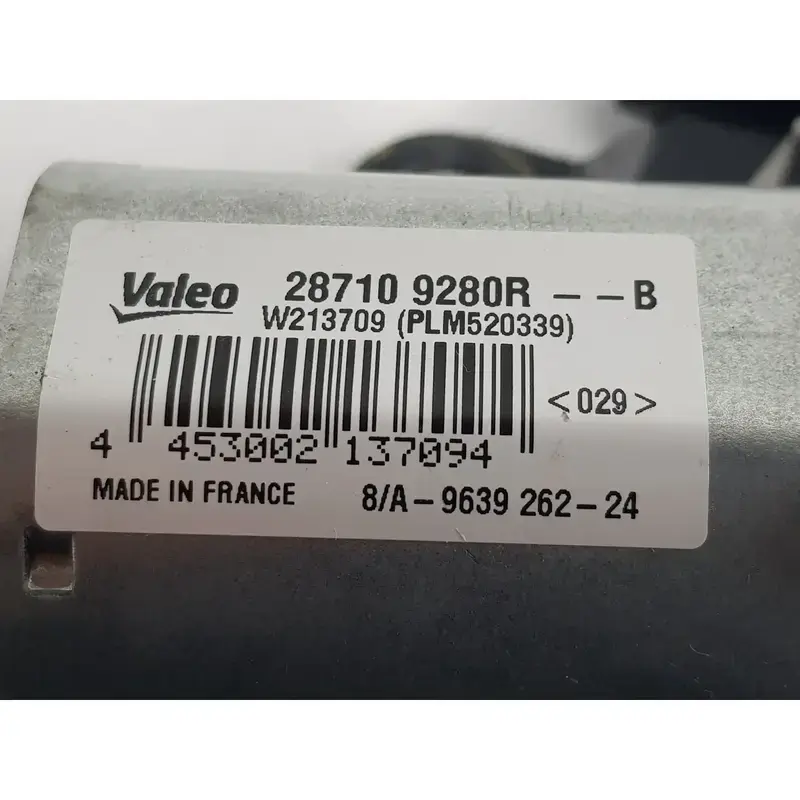 Valeo 28710 9280R - - B
W213709 (PLM520339)
<029>
4 453002 137094
MADE IN FRANCE 8/A - 9639 262 - 24